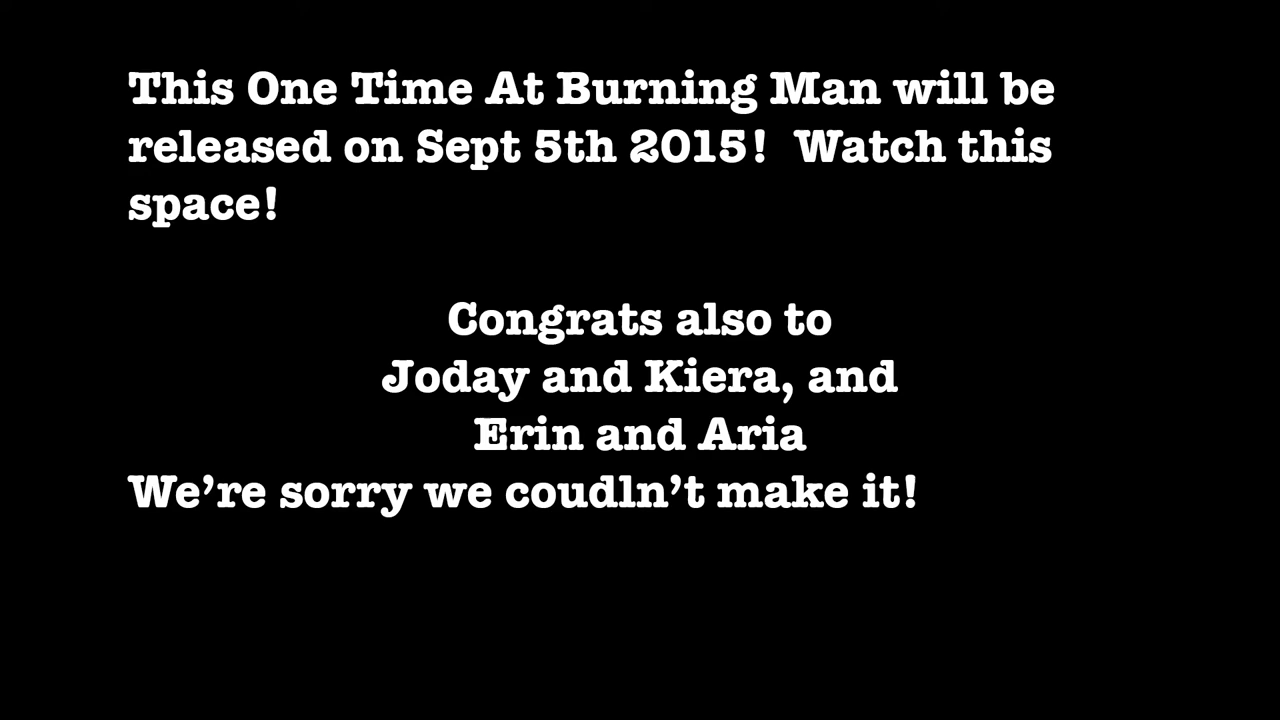 This One Time At Burning Man will be
released on Sept 5th 2015!  Watch this
space!
Congrats also to
Joday and Kiera, and
Erin and Aria
We’re sorry we coudln’t make it!